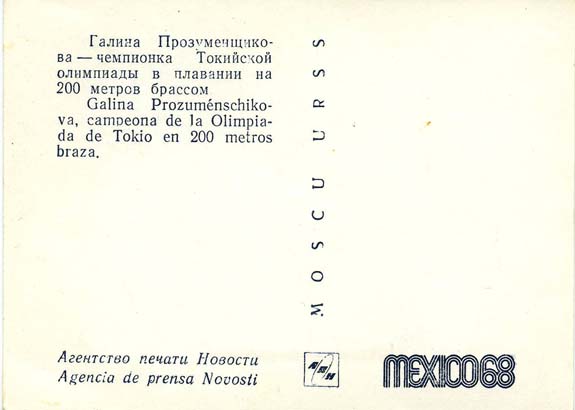 Галина Прозуменщико-
ва — чемпионка Токийской
олимпиады в плавании на
200 метров брассом
Galina Prozuménschiko-
va, campeona de la Olimpia-
da de Tokio en 200 metros
braza.
MOSCU URSS
Агентство печати Новости
Agencia de prensa Novosti
АПН
MEXICO68